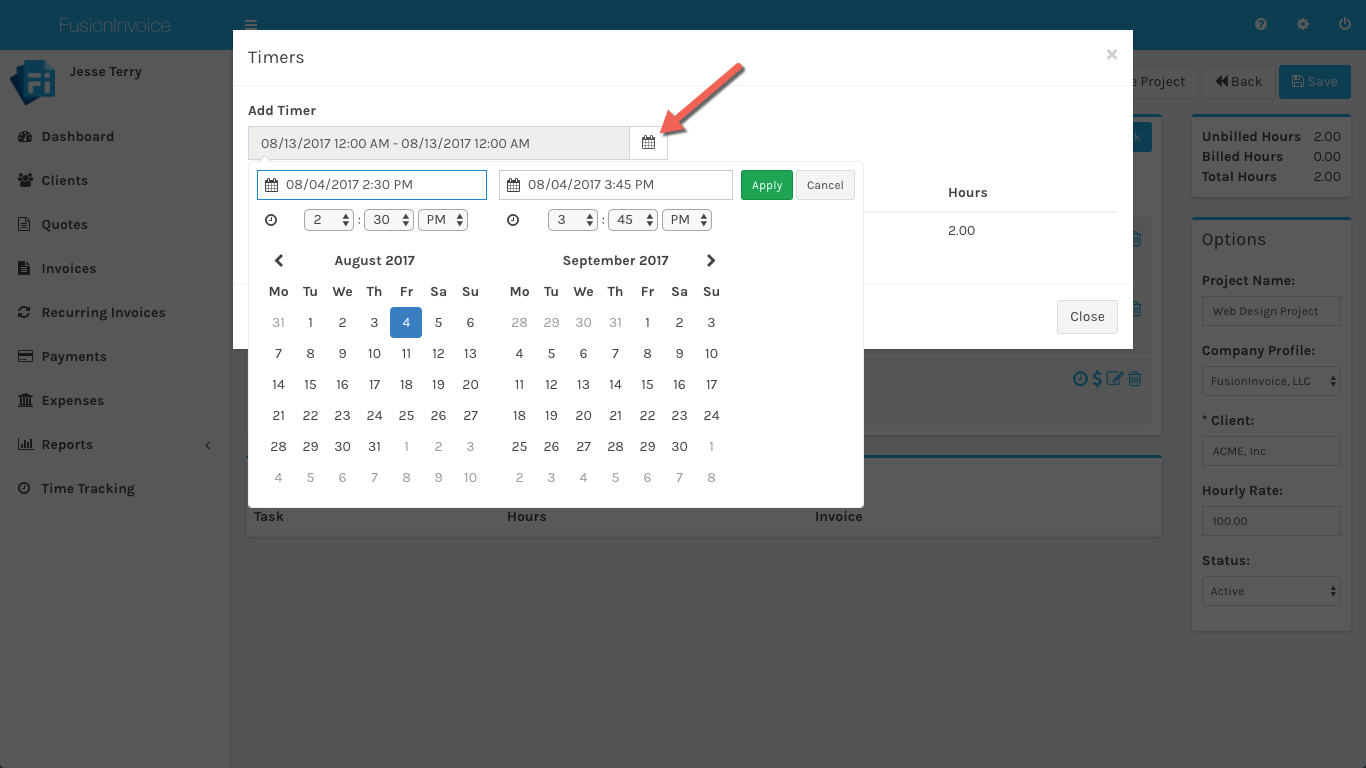 FusionInvoice
Jesse Terry
Dashboard
Clients
Quotes
Invoices
Recurring Invoices
Payments
Expenses
Reports
Time Tracking
Timers
×
Add Timer
08/13/2017 12:00 AM - 08/13/2017 12:00 AM
08/04/2017 2:30 PM 08/04/2017 3:45 PM Apply Cancel
2 : 30 PM 3 : 45 PM
August 2017 September 2017
Mo Tu We Th Fr Sa Su Mo Tu We Th Fr Sa Su
31 1 2 3 4 5 6 28 29 30 31 1 2 3
7 8 9 10 11 12 13 4 5 6 7 8 9 10
14 15 16 17 18 19 20 11 12 13 14 15 16 17
21 22 23 24 25 26 27 18 19 20 21 22 23 24
28 29 30 31 1 2 3 25 26 27 28 29 30 1
4 5 6 7 8 9 10 2 3 4 5 6 7 8
Hours
2.00
Close
Task Hours Invoice
Project Back Save
Unbilled Hours 2.00
Billed Hours 0.00
Total Hours 2.00
Options
Project Name:
Web Design Project
Company Profile:
FusionInvoice, LLC
* Client:
ACME, Inc
Hourly Rate:
100.00
Status:
Active